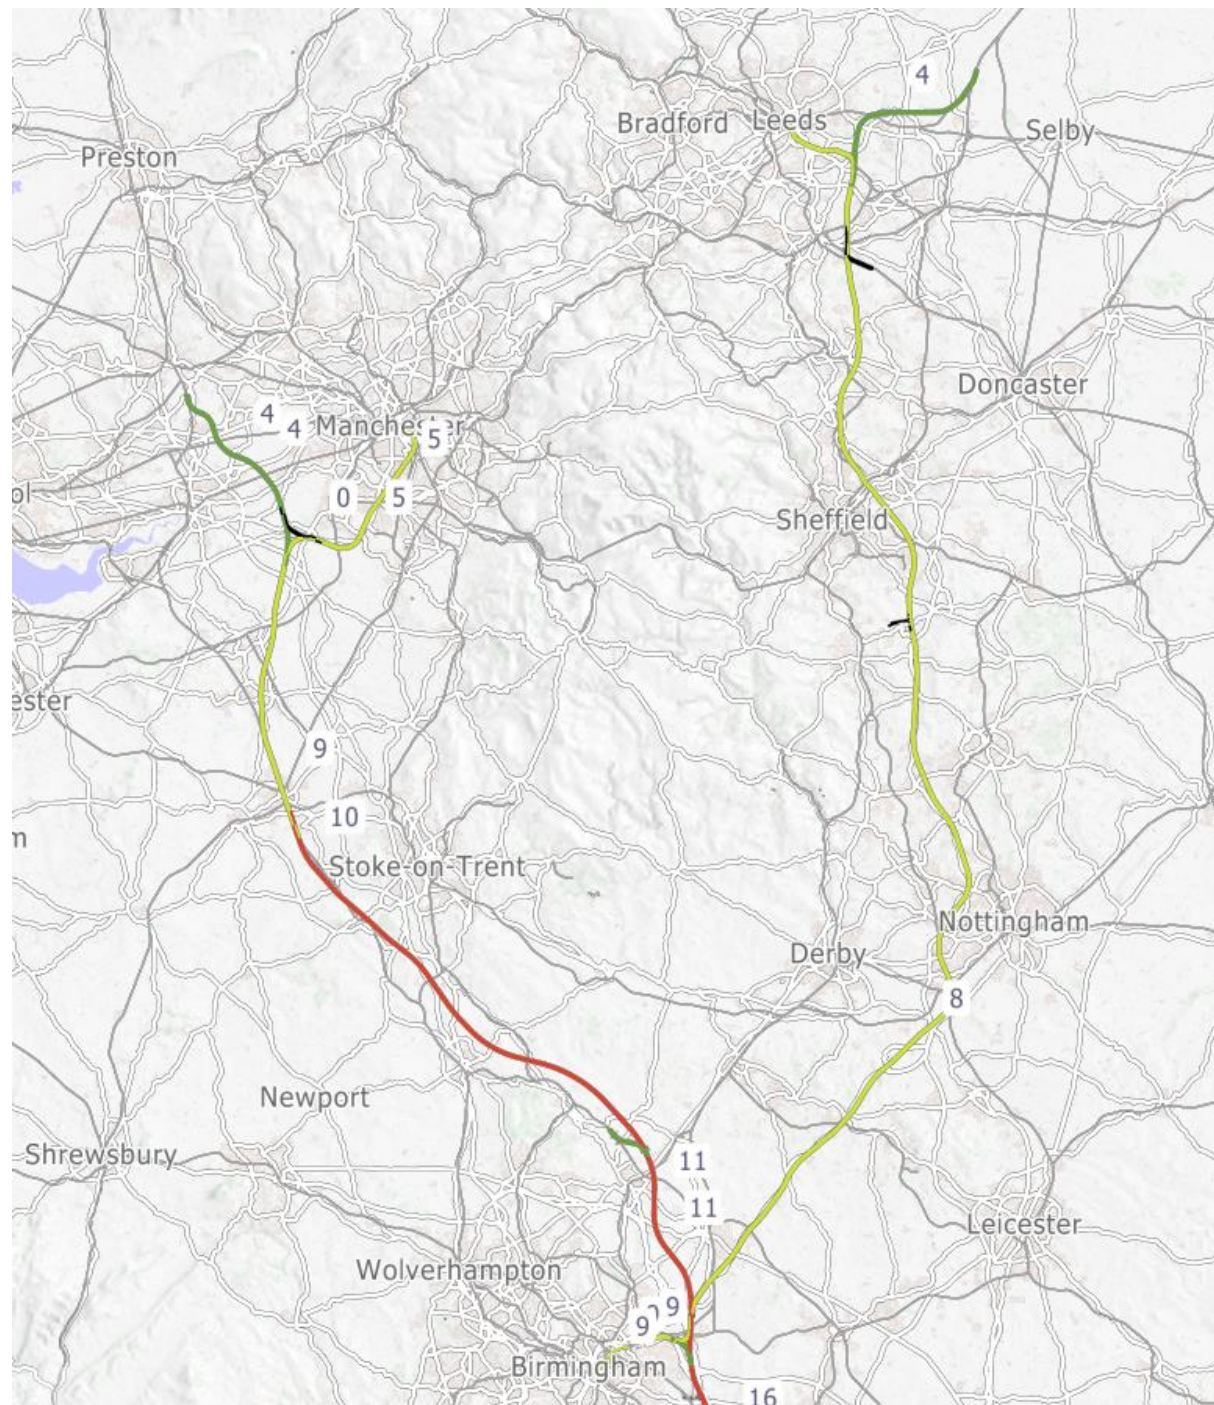 4
Bradford
Leeds
Selby
Preston
4
4
Manchester
5
Doncaster
ol
0
5
Sheffield
ester
9
10
m
Stoke-on-Trent
Nottingham
Derby
8
Newport
Shrewsbury
11
11
Leicester
Wolverhampton
9
9
Birmingham
16